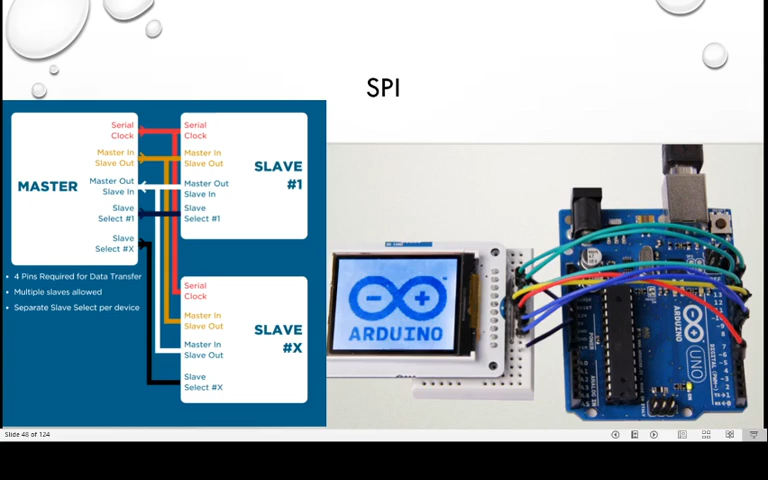 SPI
MASTER
Serial
Clock
Master In
Slave Out
Master Out
Slave In
Slave
Select #1
Slave
Select #X
Serial
Clock
Master In
Slave Out
Master Out
Slave In
Slave
Select #1
SLAVE
#1
• 4 Pins Required for Data Transfer
• Multiple slaves allowed
• Separate Slave Select per device
Serial
Clock
Master In
Slave Out
Master In
Slave Out
Slave
Select #X
SLAVE
#X
ARDUINO
ARDUINO
UNO
Slide 48 of 124